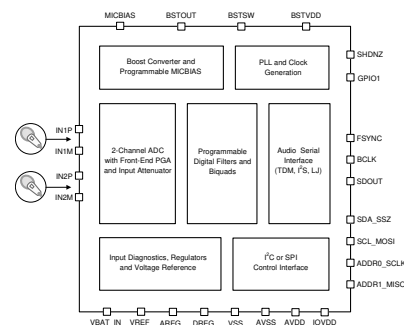 MICBIAS BSTOUT BSTSW BSTVDD
Boost Converter and
Programmable MICBIAS
PLL and Clock
Generation
SHDNZ
GPIO1
IN1P
IN1M
IN2P
IN2M
2-Channel ADC
with Front-End PGA
and Input Attenuator
Programmable
Digital Filters and
Biquads
Audio Serial
Interface
(TDM, I²S, LJ)
FSYNC
BCLK
SDOUT
SDA_SSZ
SCL_MOSI
ADDR0_SCLK
ADDR1_MISO
Input Diagnostics, Regulators
and Voltage Reference
I²C or SPI
Control Interface
VBAT_IN VREF AREG DREG VSS AVSS AVDD IOVDD